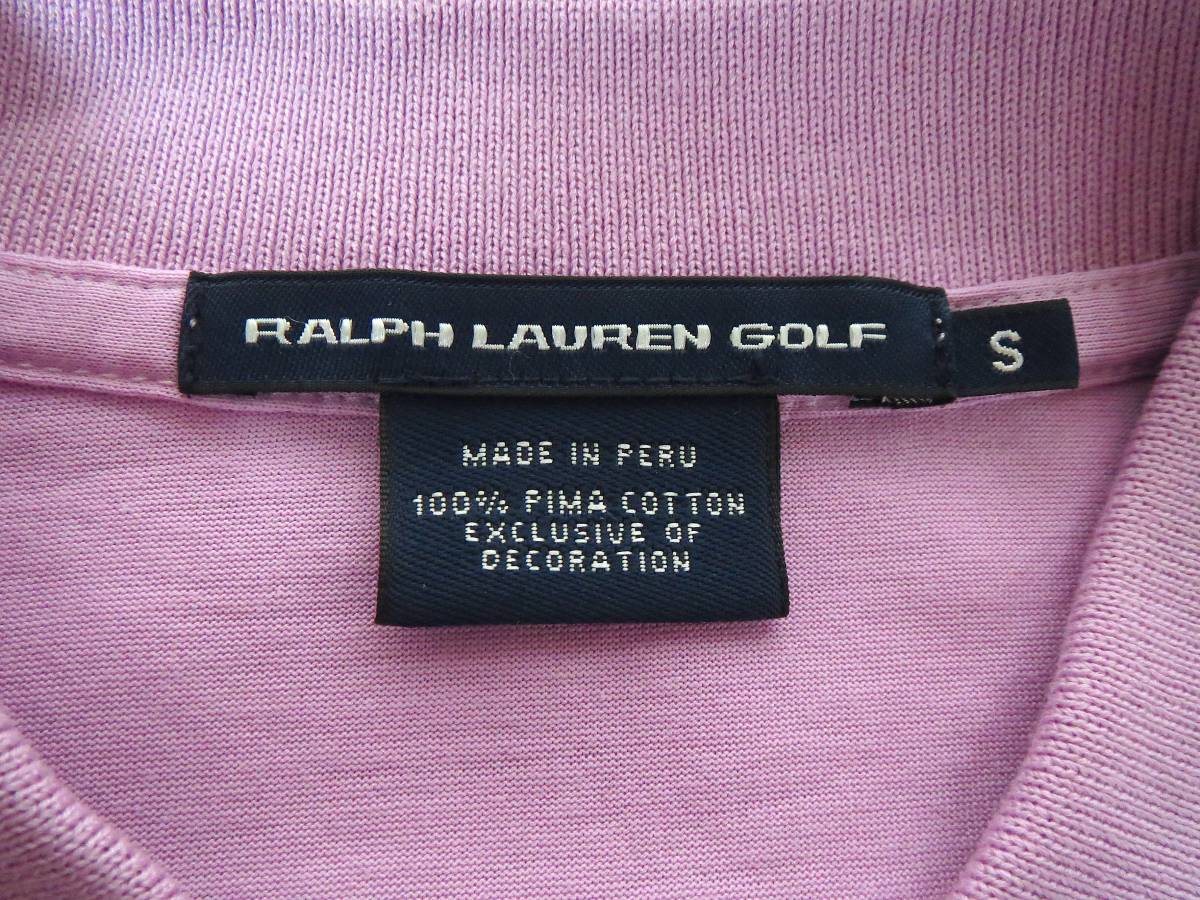 RALPH LAUREN GOLF
S
MADE IN PERU
100% PIMA COTTON
EXCLUSIVE OF
DECORATION